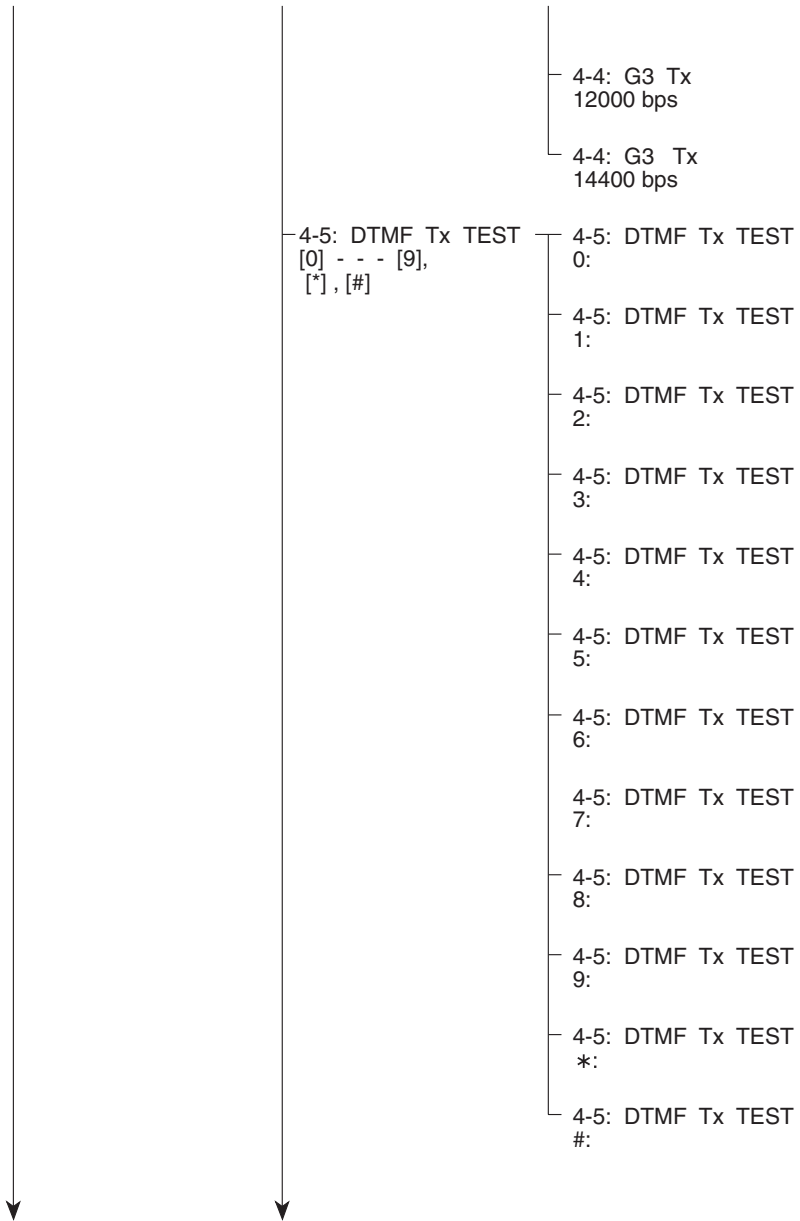 4-4: G3 Tx
12000 bps
4-4: G3 Tx
14400 bps
4-5: DTMF Tx TEST
[0] - - - [9],
[*] , [#]
4-5: DTMF Tx TEST
0:
4-5: DTMF Tx TEST
1:
4-5: DTMF Tx TEST
2:
4-5: DTMF Tx TEST
3:
4-5: DTMF Tx TEST
4:
4-5: DTMF Tx TEST
5:
4-5: DTMF Tx TEST
6:
4-5: DTMF Tx TEST
7:
4-5: DTMF Tx TEST
8:
4-5: DTMF Tx TEST
9:
4-5: DTMF Tx TEST
*:
4-5: DTMF Tx TEST
#: